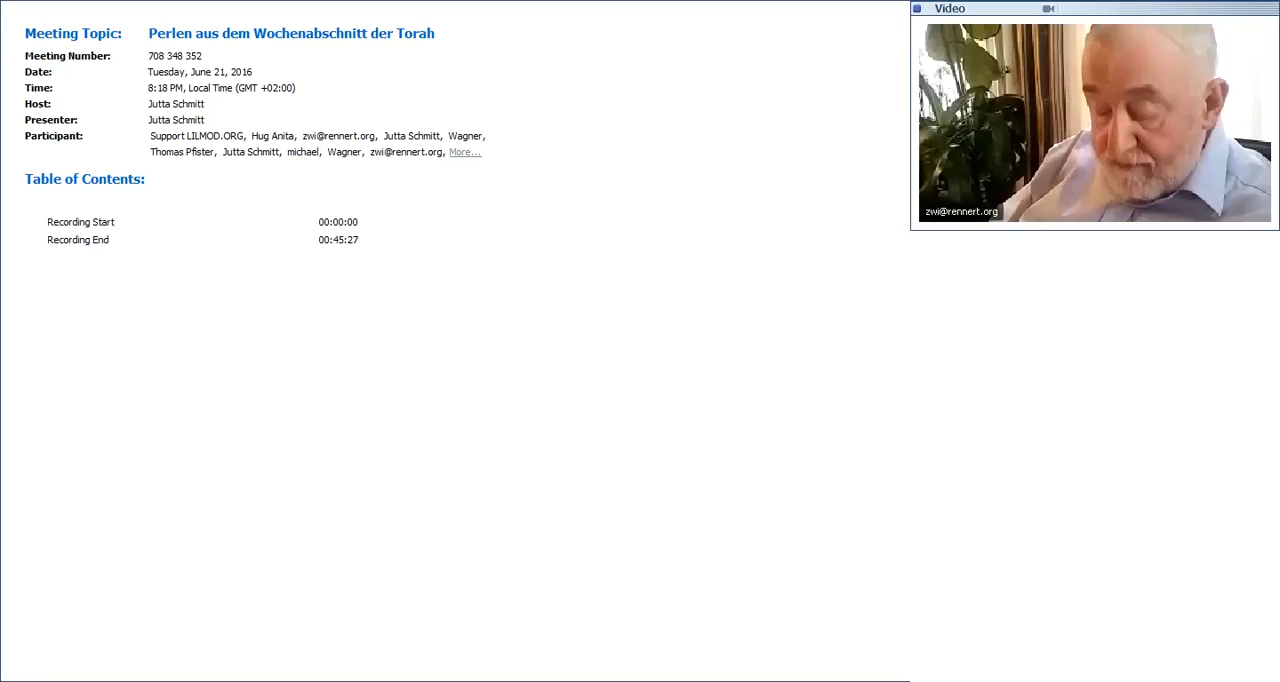 Meeting Topic: Perlen aus dem Wochenabschnitt der Torah
Meeting Number: 708 348 352
Date: Tuesday, June 21, 2016
Time: 8:18 PM, Local Time (GMT +02:00)
Host: Jutta Schmitt
Presenter: Jutta Schmitt
Participant: Support LILMOD.ORG, Hug Anita, zwi@rennert.org, Jutta Schmitt, Wagner,
Thomas Pfister, Jutta Schmitt, michael, Wagner, zwi@rennert.org, More...
Table of Contents:
Recording Start 00:00:00
Recording End 00:45:27
Video
zwi@rennert.org